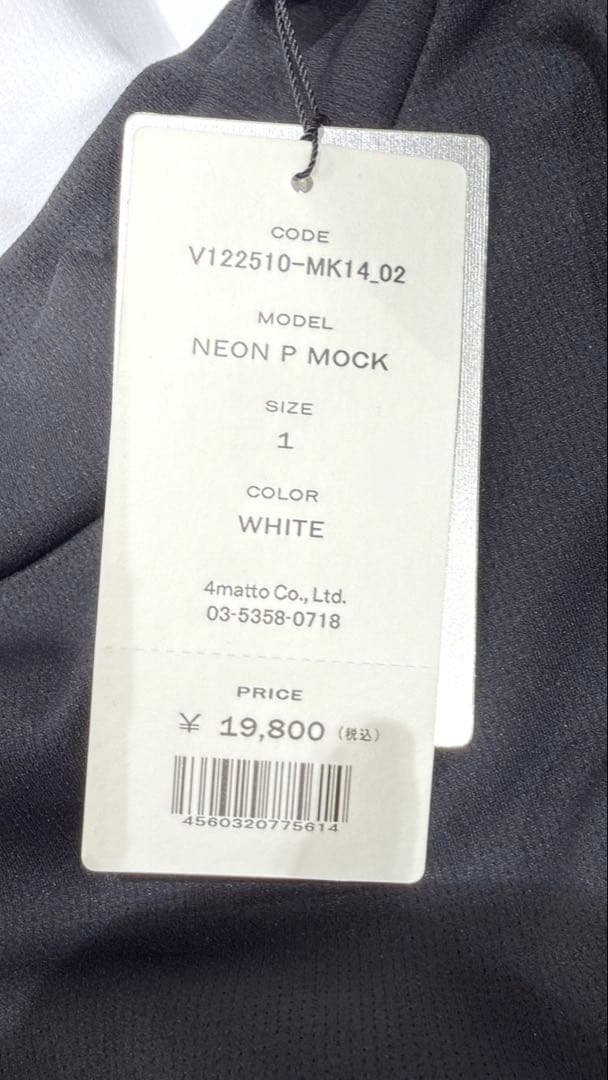 CODE
V122510-MK14_02
MODEL
NEON P MOCK
SIZE
1
COLOR
WHITE
4matto Co., Ltd.
03-5358-0718
PRICE
¥ 19,800 (税込)
4560320775614